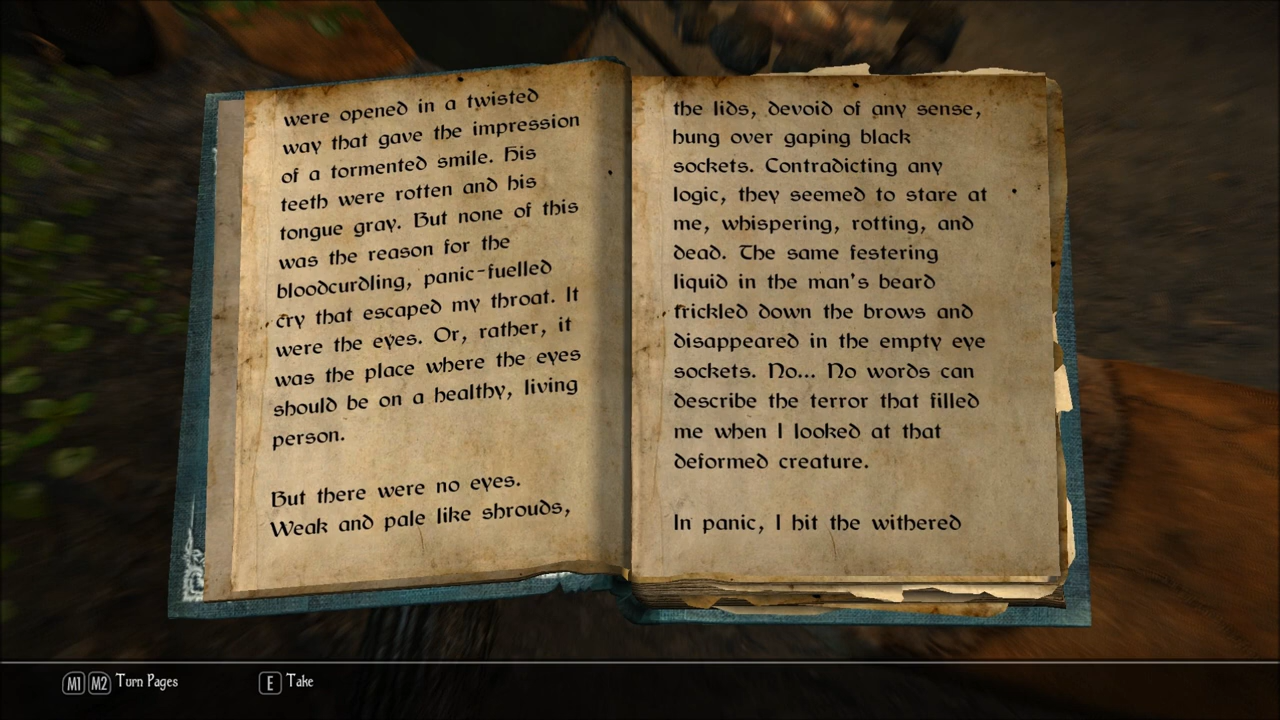 were opened in a twisted
way that gave the impression
of a tormented smile. His
teeth were rotten and his
tongue gray. But none of this
was the reason for the
bloodcurdling, panic-fuelled
cry that escaped my throat. It
were the eyes. Or, rather, it
was the place where the eyes
should be on a healthy, living
person.
But there were no eyes.
Weak and pale like shrouds,
the lids, devoid of any sense,
hung over gaping black
sockets. Contradicting any
logic, they seemed to stare at
me, whispering, rotting, and
dead. The same festering
liquid in the man's beard
trickled down the brows and
disappeared in the empty eye
sockets. No... No words can
describe the terror that filled
me when I looked at that
deformed creature.
In panic, I hit the withered
M1 M2 Turn Pages
E Take